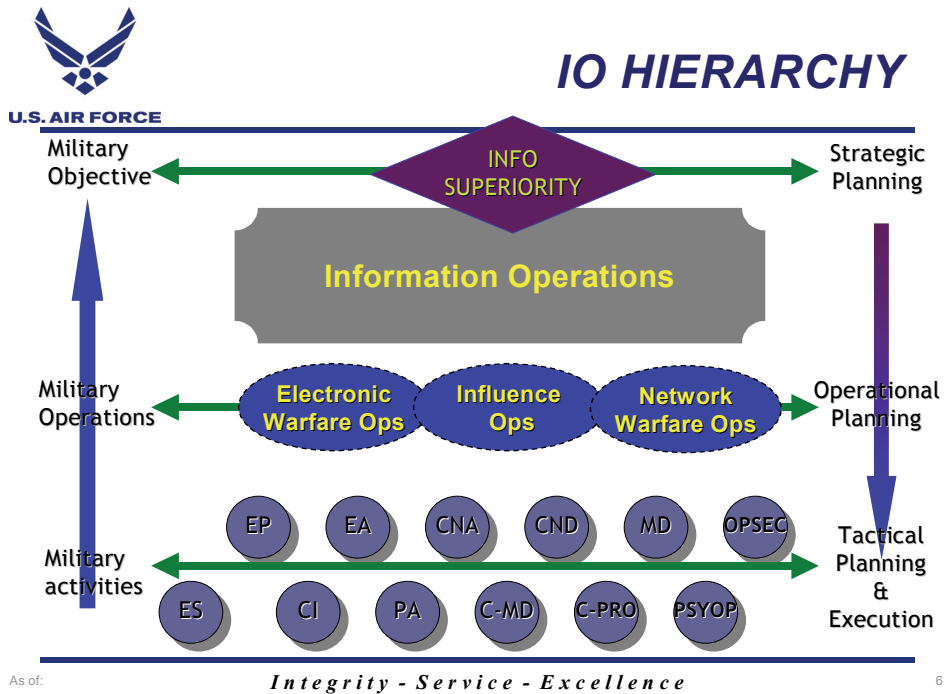 U.S. AIR FORCE
IO HIERARCHY
Military
Objective
INFO
SUPERIORITY
Strategic
Planning
Information Operations
Military
Operations
Electronic
Warfare Ops
Influence
Ops
Network
Warfare Ops
Operational
Planning
EP EA CNA CND MD OPSEC
Military
activities
Tactical
Planning
&
Execution
ES CI PA C-MD C-PRO PSYOP
As of:
Integrity - Service - Excellence
6